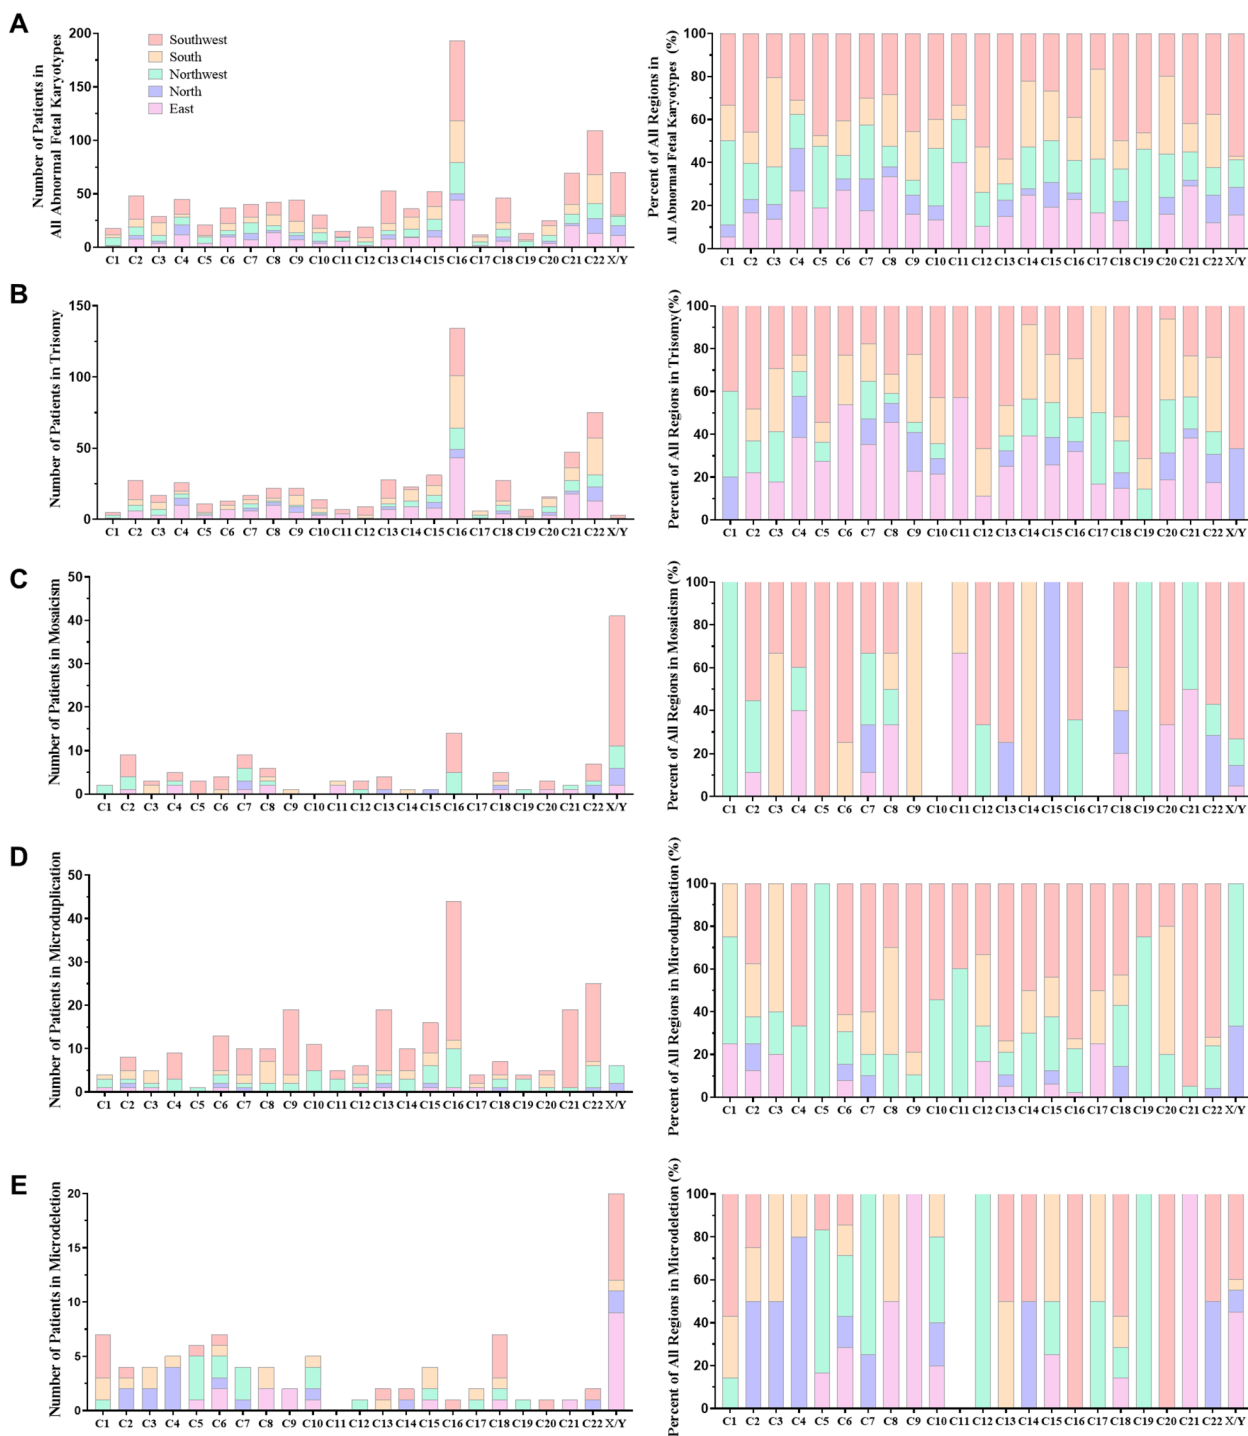 A
Number of Patients in
All Abnormal Fetal Karyotypes
200
150
100
50
0
Southwest
South
Northwest
North
East
C1 C2 C3 C4 C5 C6 C7 C8 C9 C10 C11 C12 C13 C14 C15 C16 C17 C18 C19 C20 C21 C22 X/Y
Percent of All Regions in
All Abnormal Fetal Karyotypes (%)
100
80
60
40
20
0
C1 C2 C3 C4 C5 C6 C7 C8 C9 C10 C11 C12 C13 C14 C15 C16 C17 C18 C19 C20 C21 C22 X/Y
B
Number of Patients in Trisomy
150
100
50
0
C1 C2 C3 C4 C5 C6 C7 C8 C9 C10 C11 C12 C13 C14 C15 C16 C17 C18 C19 C20 C21 C22 X/Y
Percent of All Regions in Trisomy(%)
100
80
60
40
20
0
C1 C2 C3 C4 C5 C6 C7 C8 C9 C10 C11 C12 C13 C14 C15 C16 C17 C18 C19 C20 C21 C22 X/Y
C
Number of Patients in Mosaicism
50
40
30
20
10
0
C1 C2 C3 C4 C5 C6 C7 C8 C9 C10 C11 C12 C13 C14 C15 C16 C17 C18 C19 C20 C21 C22 X/Y
Percent of All Regions in Mosaicism (%)
100
80
60
40
20
0
C1 C2 C3 C4 C5 C6 C7 C8 C9 C10 C11 C12 C13 C14 C15 C16 C17 C18 C19 C20 C21 C22 X/Y
D
Number of Patients in Microduplication
50
40
30
20
10
0
C1 C2 C3 C4 C5 C6 C7 C8 C9 C10 C11 C12 C13 C14 C15 C16 C17 C18 C19 C20 C21 C22 X/Y
Percent of All Regions in Microduplication (%)
100
80
60
40
20
0
C1 C2 C3 C4 C5 C6 C7 C8 C9 C10 C11 C12 C13 C14 C15 C16 C17 C18 C19 C20 C21 C22 X/Y
E
Number of Patients in Microdeletion
20
15
10
5
0
C1 C2 C3 C4 C5 C6 C7 C8 C9 C10 C11 C12 C13 C14 C15 C16 C17 C18 C19 C20 C21 C22 X/Y
Percent of All Regions in Microdeletion (%)
100
80
60
40
20
0
C1 C2 C3 C4 C5 C6 C7 C8 C9 C10 C11 C12 C13 C14 C15 C16 C17 C18 C19 C20 C21 C22 X/Y